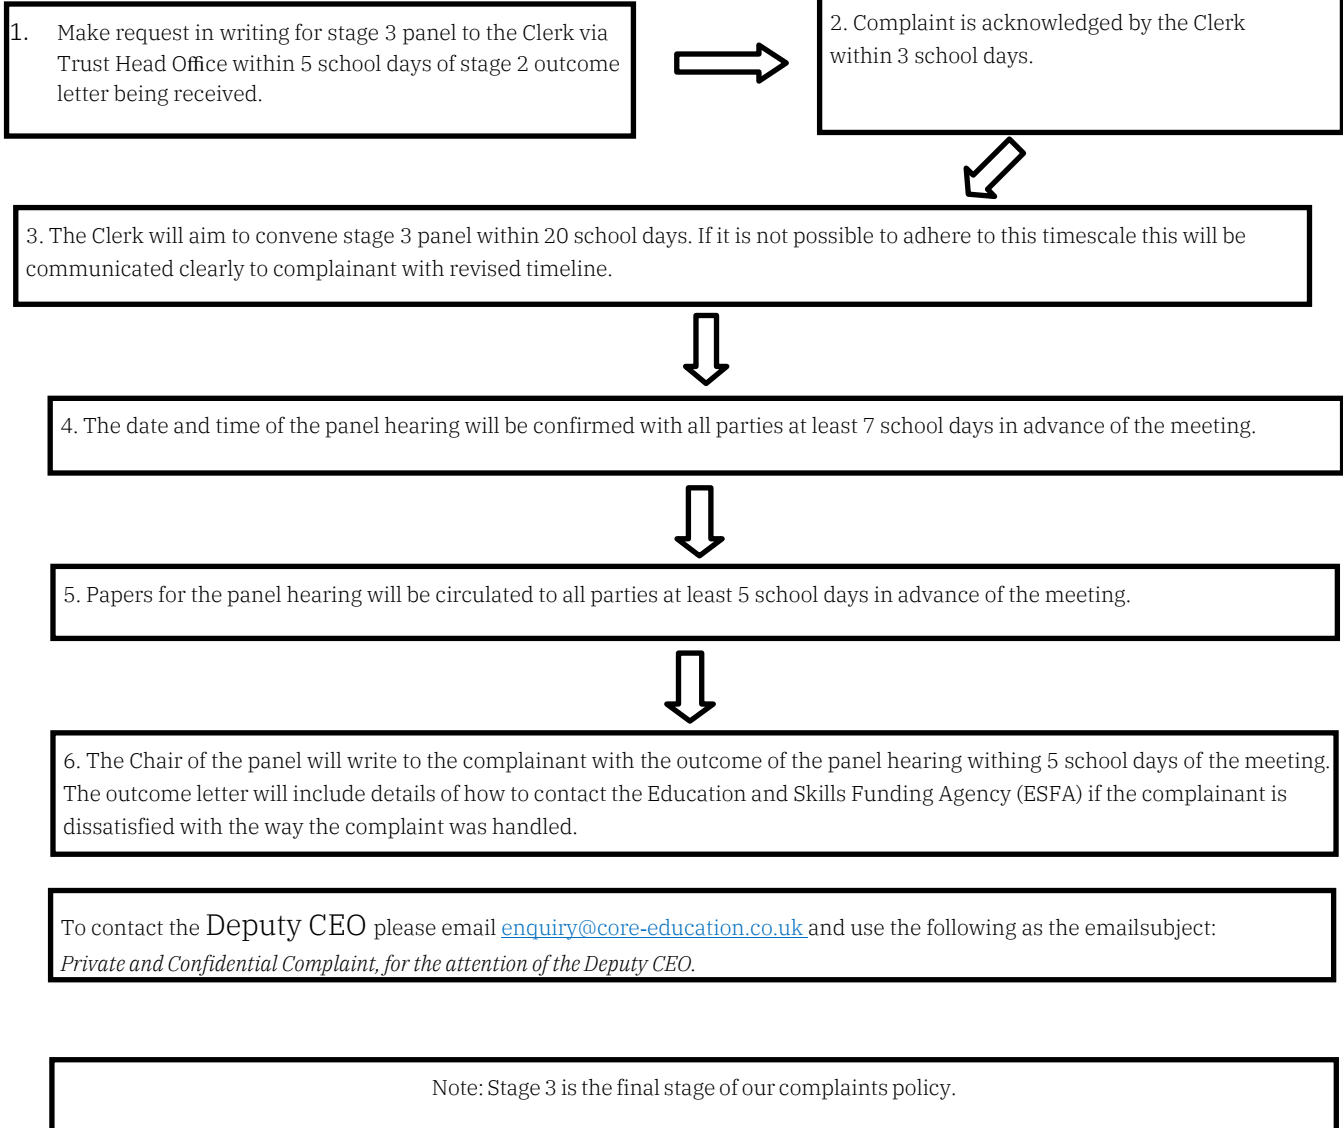 1. Make request in writing for stage 3 panel to the Clerk via
Trust Head Office within 5 school days of stage 2 outcome
letter being received.
2. Complaint is acknowledged by the Clerk
within 3 school days.
3. The Clerk will aim to convene stage 3 panel within 20 school days. If it is not possible to adhere to this timescale this will be
communicated clearly to complainant with revised timeline.
4. The date and time of the panel hearing will be confirmed with all parties at least 7 school days in advance of the meeting.
5. Papers for the panel hearing will be circulated to all parties at least 5 school days in advance of the meeting.
6. The Chair of the panel will write to the complainant with the outcome of the panel hearing withing 5 school days of the meeting.
The outcome letter will include details of how to contact the Education and Skills Funding Agency (ESFA) if the complainant is
dissatisfied with the way the complaint was handled.
To contact the Deputy CEO please email enquiry@core-education.co.uk and use the following as the emailsubject:
Private and Confidential Complaint, for the attention of the Deputy CEO.
Note: Stage 3 is the final stage of our complaints policy.